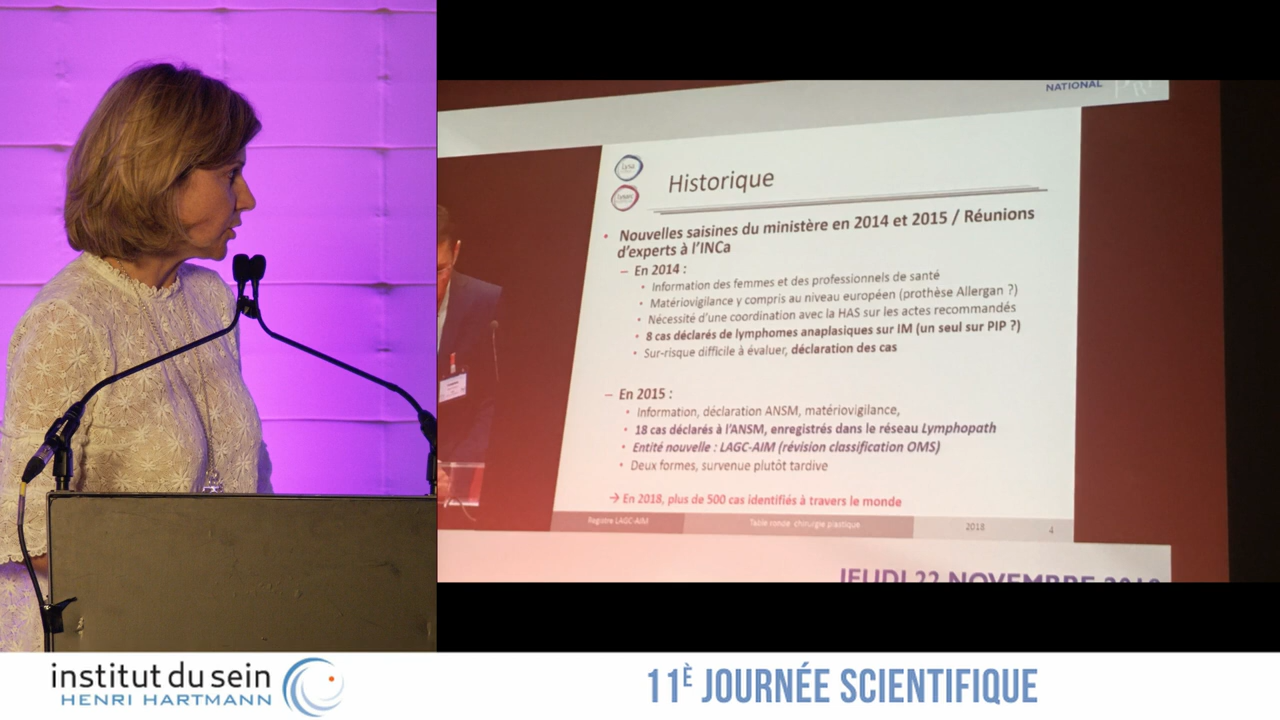 NATIONAL
Historique
• Nouvelles saisines du ministère en 2014 et 2015 / Réunions
d'experts à l'INCa
– En 2014 :
• Information des femmes et des professionnels de santé
• Matériovigilance y compris au niveau européen (prothèse Allergan ?)
• Nécessité d'une coordination avec la HAS sur les actes recommandés
• 8 cas déclarés de lymphomes anaplasiques sur IM (un seul sur PIP ?)
• Sur-risque difficile à évaluer, déclaration des cas
– En 2015 :
• Information, déclaration ANSM, matériovigilance,
• 18 cas déclarés à l'ANSM, enregistrés dans le réseau Lymphopath
• Entité nouvelle : LAGC-AIM (révision classification OMS)
• Deux formes, survenue plutôt tardive
→ En 2018, plus de 500 cas identifiés à travers le monde
Registre LAGC-AIM Table ronde chirurgie plastique 2018 4
JEUDI 22 NOVEMBRE
institut du sein
HENRI HARTMANN
11È JOURNÉE SCIENTIFIQUE